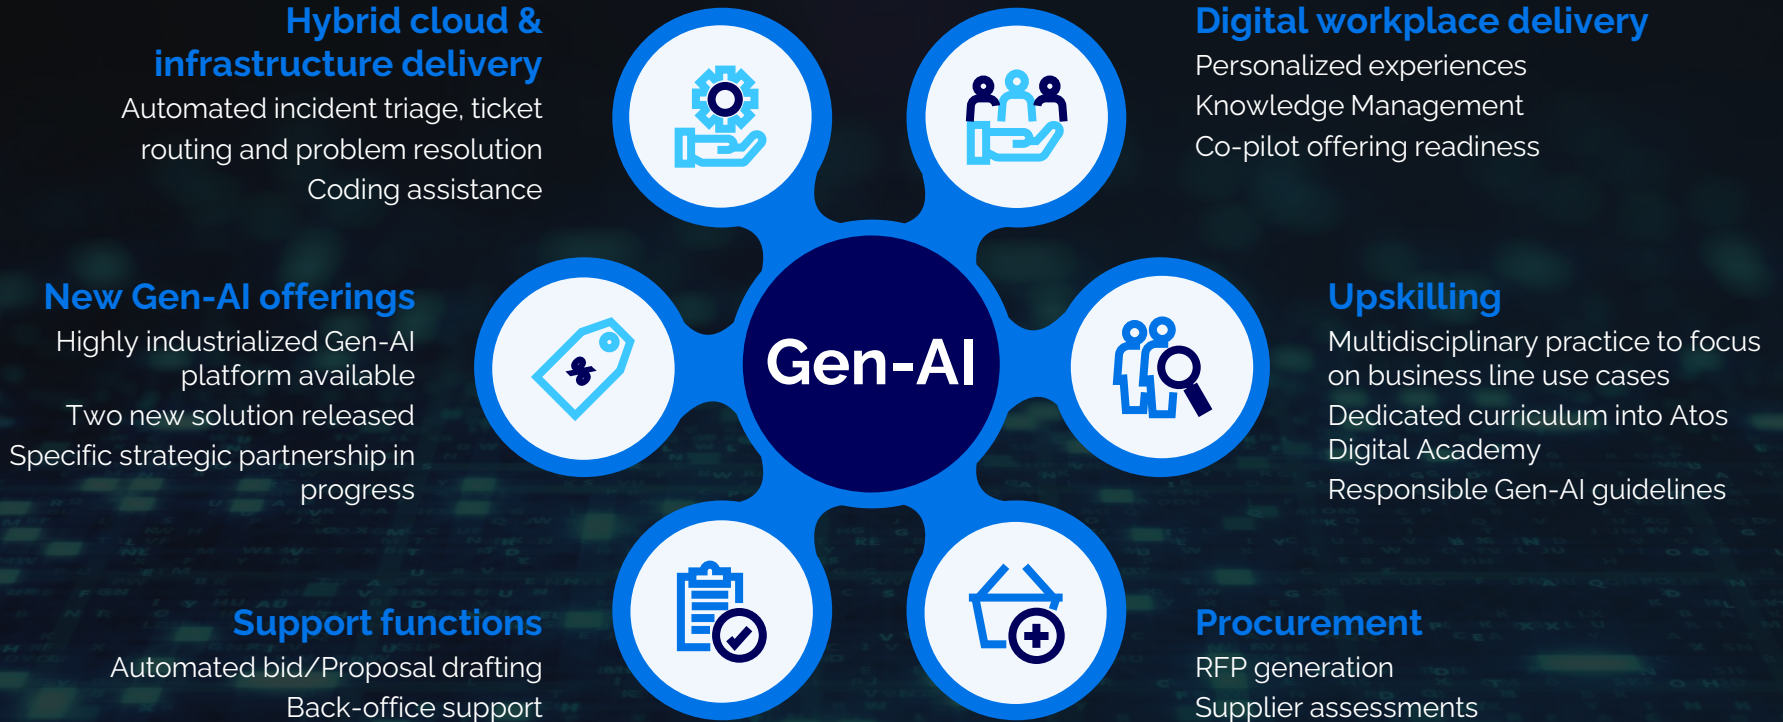 Hybrid cloud &
infrastructure delivery
Automated incident triage, ticket
routing and problem resolution
Coding assistance
Digital workplace delivery
Personalized experiences
Knowledge Management
Co-pilot offering readiness
New Gen-AI offerings
Highly industrialized Gen-AI
platform available
Two new solution released
Specific strategic partnership in
progress
Gen-AI
Upskilling
Multidisciplinary practice to focus
on business line use cases
Dedicated curriculum into Atos
Digital Academy
Responsible Gen-AI guidelines
Support functions
Automated bid/Proposal drafting
Back-office support
Procurement
RFP generation
Supplier assessments